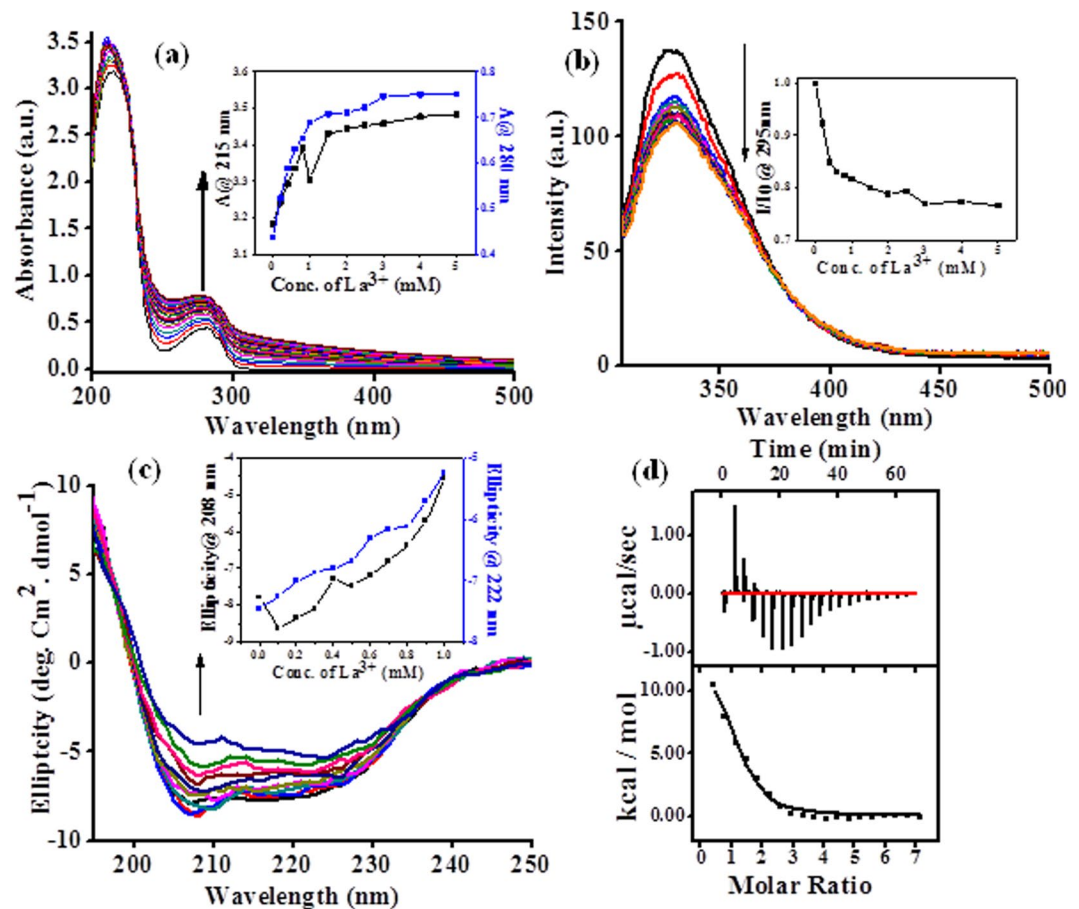 (a)
3.5
3.0
2.5
2.0
1.5
1.0
0.5
0.0
Absorbance (a.u.)
200 300 400 500
Wavelength (nm)
3.6
3.5
3.4
3.3
3.2
3.1
A@ 215 nm
0.8
0.7
0.6
0.5
0.4
A@ 280 nm
0 1 2 3 4 5
Conc. of La3+ (mM)
(b)
150
100
50
0
Intensity (a.u.)
350 400 450 500
Wavelength (nm)
1.0
0.9
0.8
0.7
I/I0 @ 295nm
0 1 2 3 4 5
Conc. of La3+ (mM)
(c)
10
5
0
-5
-10
Elliptcity (deg. Cm2. dmol-1)
200 210 220 230 240 250
Wavelength (nm)
-4
-5
-6
-7
-8
-9
Ellipticity@ 208 nm
-5
-6
-7
-8
Ellipticity @ 222 nm
0.0 0.2 0.4 0.6 0.8 1.0
Conc. of La3+ (mM)
(d)
Time (min)
0 20 40 60
1.00
0.00
-1.00
µcal/sec
10.00
5.00
0.00
kcal / mol
0 1 2 3 4 5 6 7
Molar Ratio